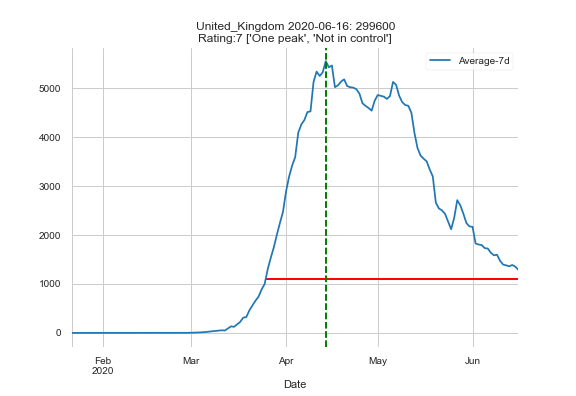 United_Kingdom 2020-06-16: 299600
Rating:7 ['One peak', 'Not in control']
Average-7d
5000
4000
3000
2000
1000
0
Feb Mar Apr May Jun
2020
Date